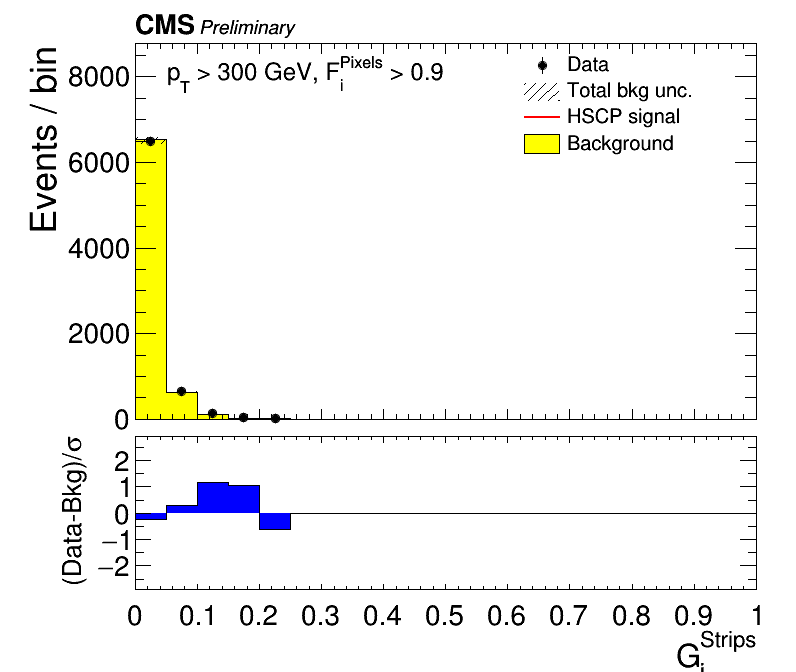 CMS Preliminary
Events / bin
8000
6000
4000
2000
0
p_T > 300 GeV, F_i^Pixels > 0.9
Data
Total bkg unc.
HSCP signal
Background
(Data-Bkg)/σ
2
1
0
−1
−2
0 0.1 0.2 0.3 0.4 0.5 0.6 0.7 0.8 0.9 1
G_i^Strips